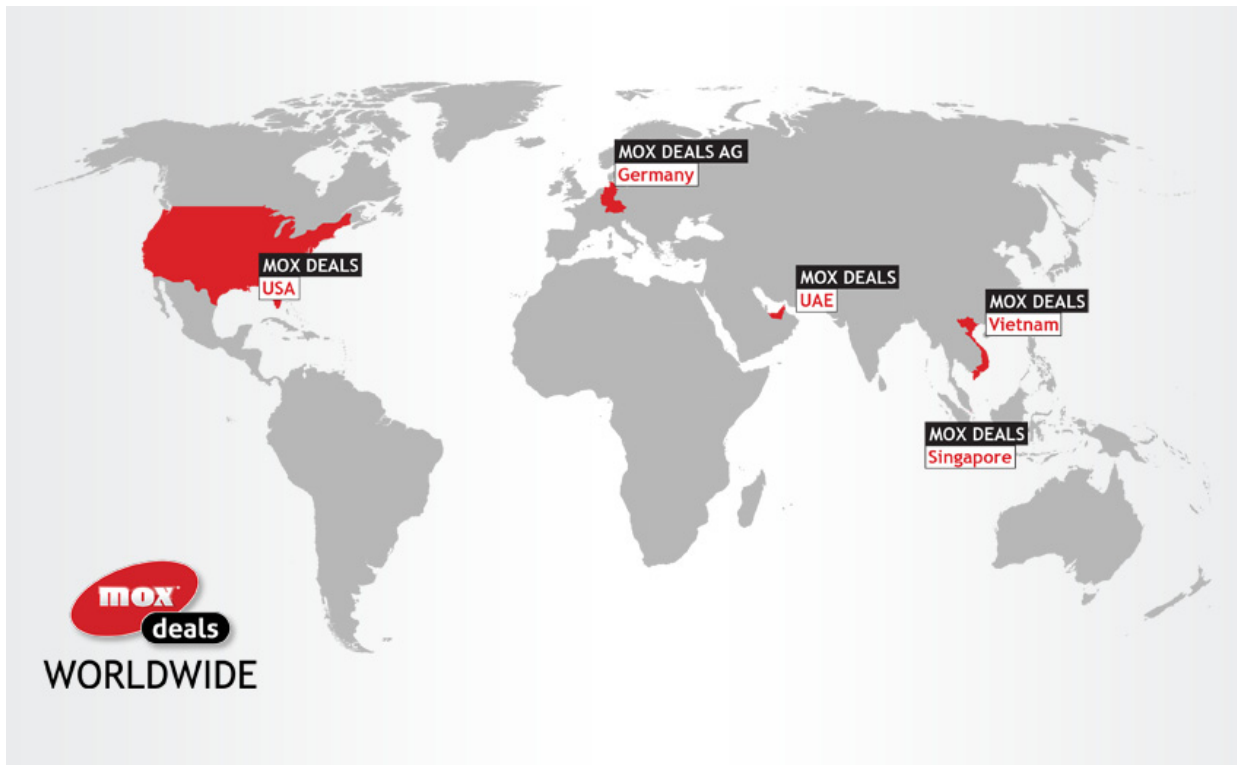 MOX DEALS AG
Germany
MOX DEALS
USA
MOX DEALS
UAE
MOX DEALS
Vietnam
MOX DEALS
Singapore
mox
deals
WORLDWIDE